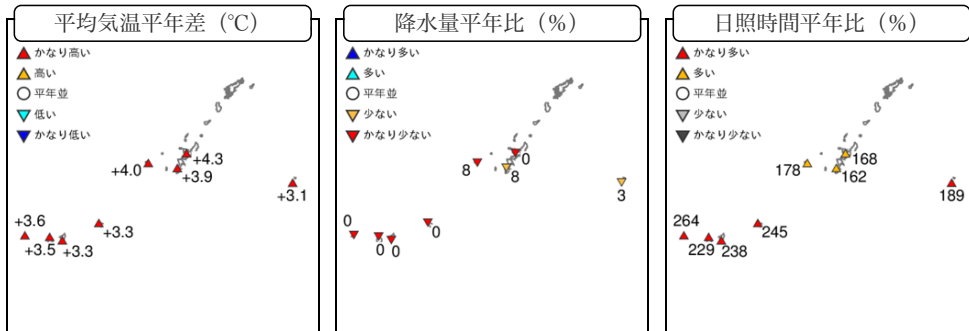 平均気温平年差（℃）
かなり高い
高い
平年並
低い
かなり低い
+4.3
+4.0
+3.9
+3.1
+3.6
+3.3
+3.5
+3.3
降水量平年比（%）
かなり多い
多い
平年並
少ない
かなり少ない
0
8
8
3
0
0
0
0
日照時間平年比（%）
かなり多い
多い
平年並
少ない
かなり少ない
168
178
162
189
264
245
229
238